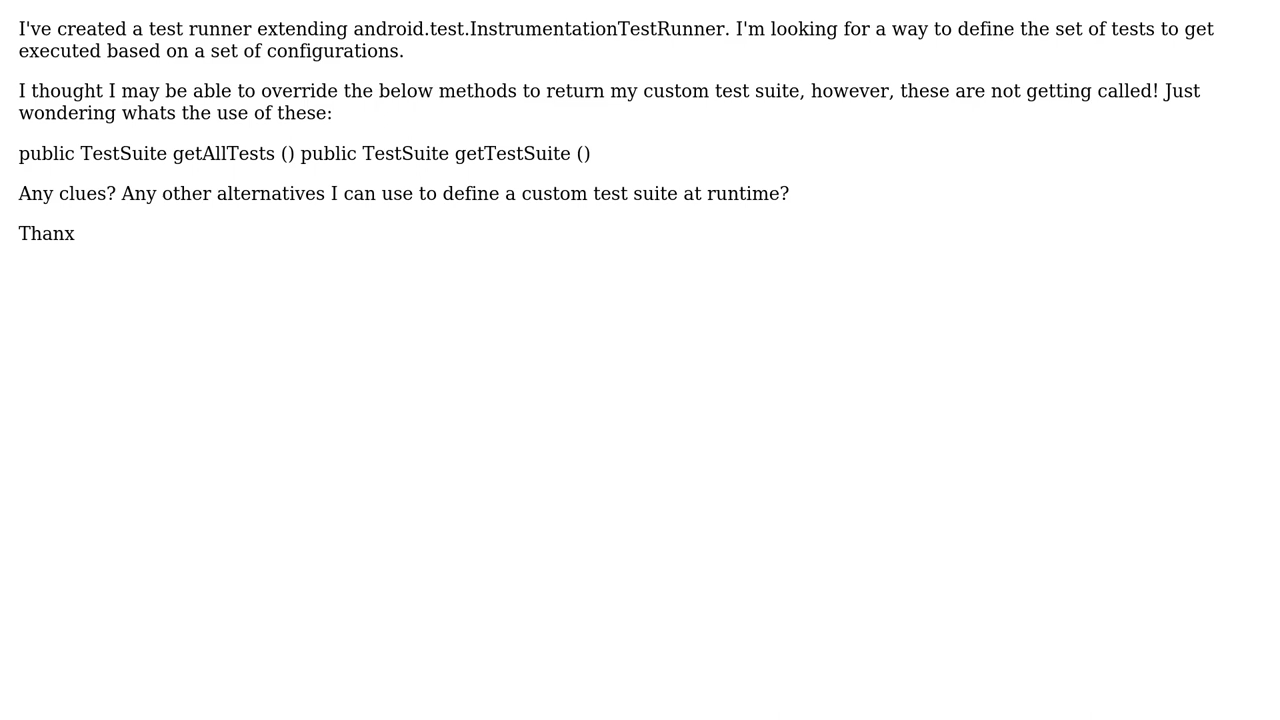 I've created a test runner extending android.test.InstrumentationTestRunner. I'm looking for a way to define the set of tests to get
executed based on a set of configurations.
I thought I may be able to override the below methods to return my custom test suite, however, these are not getting called! Just
wondering whats the use of these:
public TestSuite getAllTests () public TestSuite getTestSuite ()
Any clues? Any other alternatives I can use to define a custom test suite at runtime?
Thanx